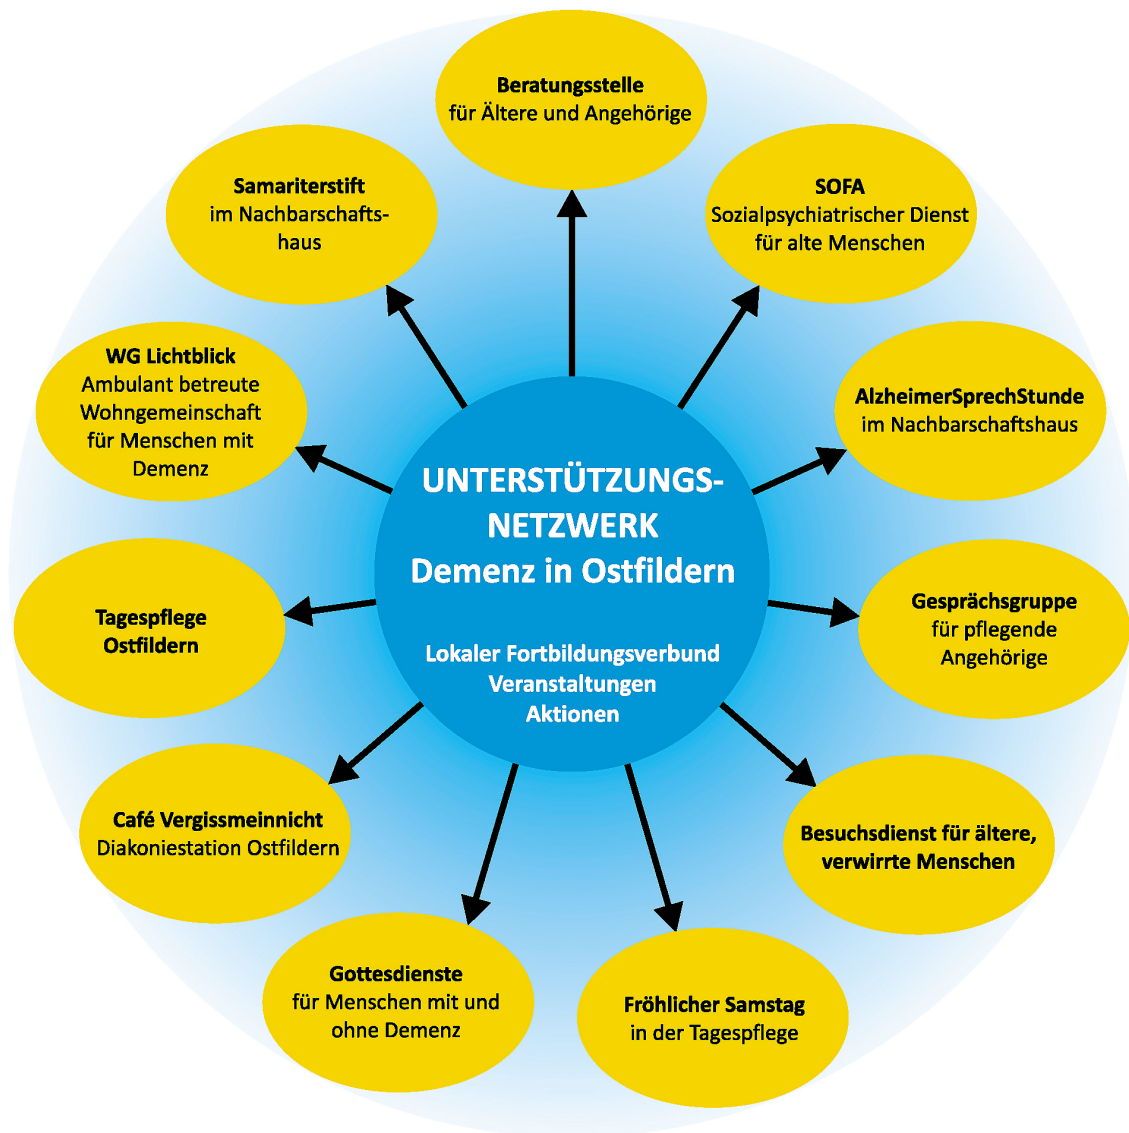 Beratungsstelle
für Ältere und Angehörige
SOFA
Sozialpsychiatrischer Dienst
für alte Menschen
AlzheimerSprechStunde
im Nachbarschaftshaus
Gesprächsgruppe
für pflegende
Angehörige
Besuchsdienst für ältere,
verwirrte Menschen
Fröhlicher Samstag
in der Tagespflege
Gottesdienste
für Menschen mit und
ohne Demenz
Café Vergissmeinnicht
Diakoniestation Ostfildern
Tagespflege
Ostfildern
WG Lichtblick
Ambulant betreute
Wohngemeinschaft
für Menschen mit
Demenz
Samariterstift
im Nachbarschafts-
haus
UNTERSTÜTZUNGS-
NETZWERK
Demenz in Ostfildern
Lokaler Fortbildungsverbund
Veranstaltungen
Aktionen